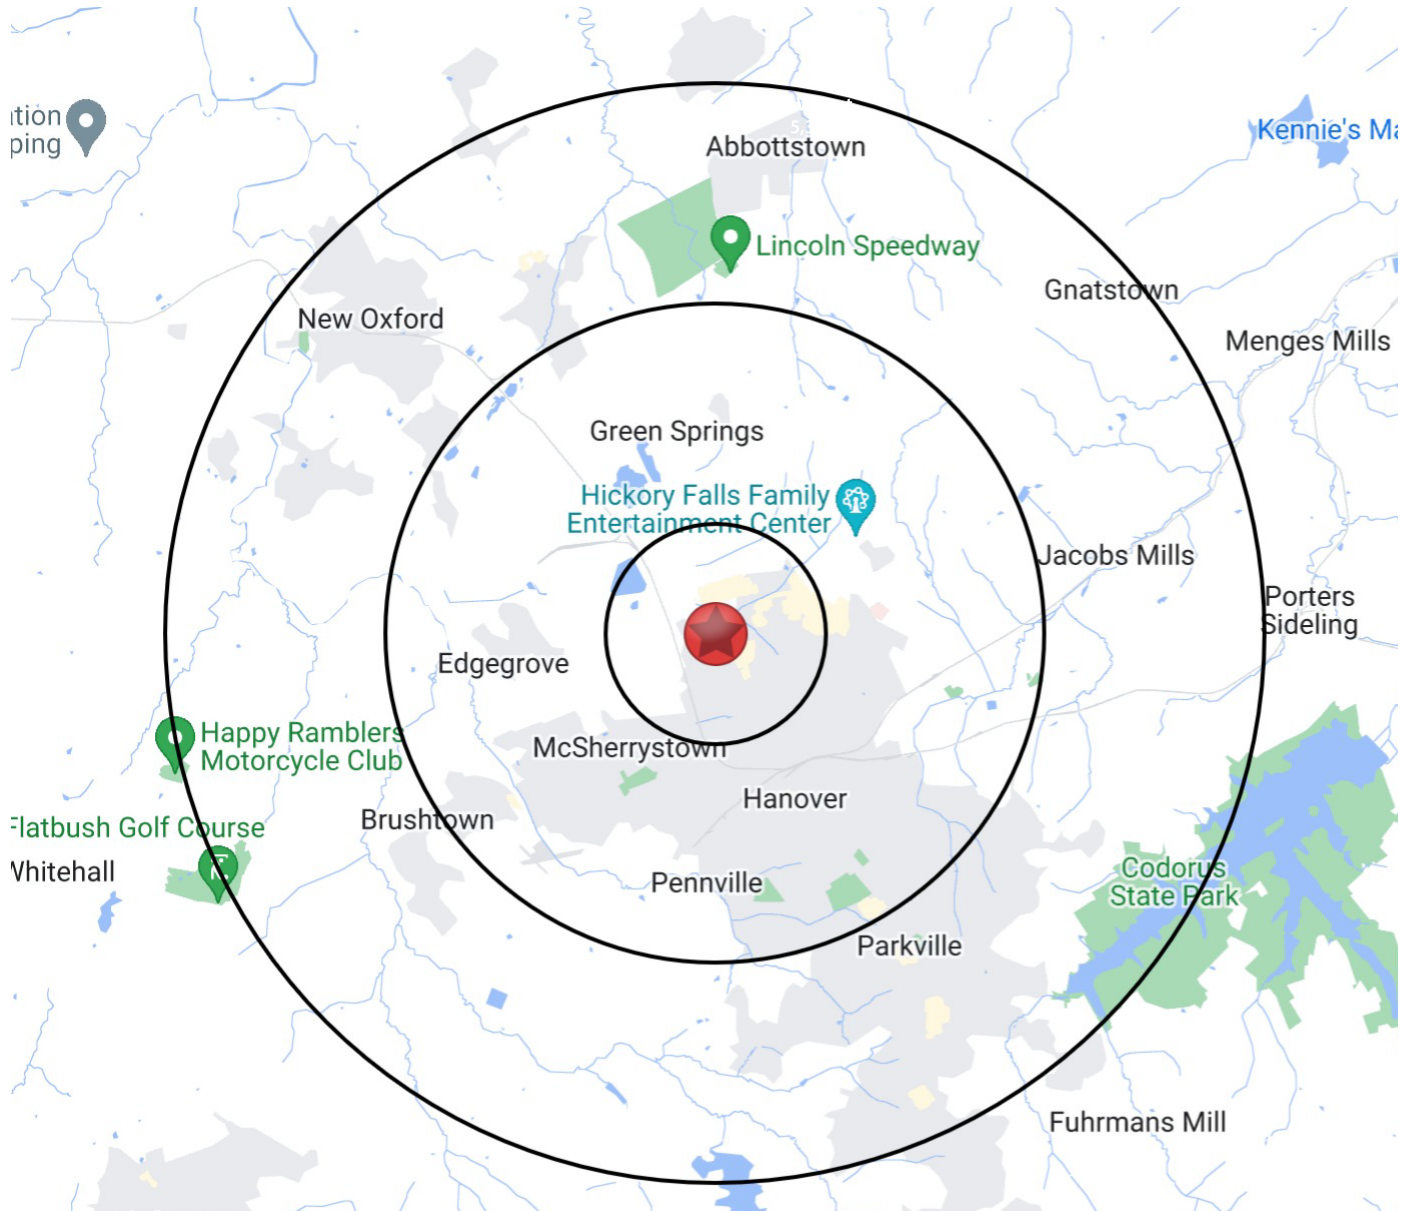 tion
ping
Kennie's Ma
Abbottstown
Lincoln Speedway
Gnatstown
New Oxford
Menges Mills
Green Springs
Hickory Falls Family
Entertainment Center
Jacobs Mills
Porters
Sideling
Edgegrove
Happy Ramblers
Motorcycle Club
McSherrystown
Hanover
Brushtown
Flatbush Golf Course
Whitehall
Pennville
Codorus
State Park
Parkville
Fuhrmans Mill